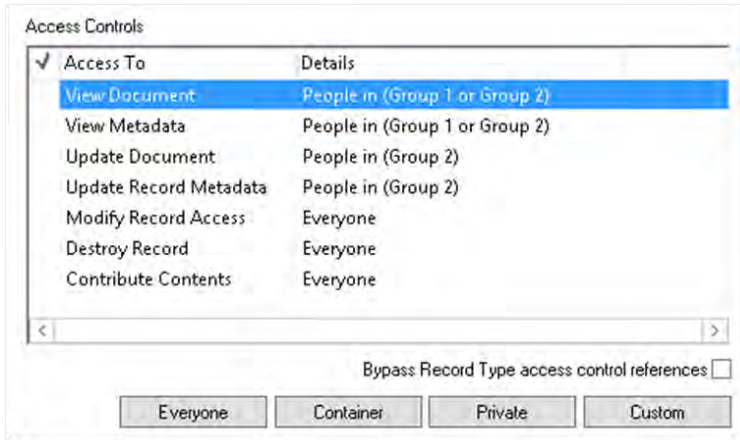 Access Controls
✓ Access To Details
View Document People in (Group 1 or Group 2)
View Metadata People in (Group 1 or Group 2)
Update Document People in (Group 2)
Update Record Metadata People in (Group 2)
Modify Record Access Everyone
Destroy Record Everyone
Contribute Contents Everyone
Bypass Record Type access control references
Everyone Container Private Custom